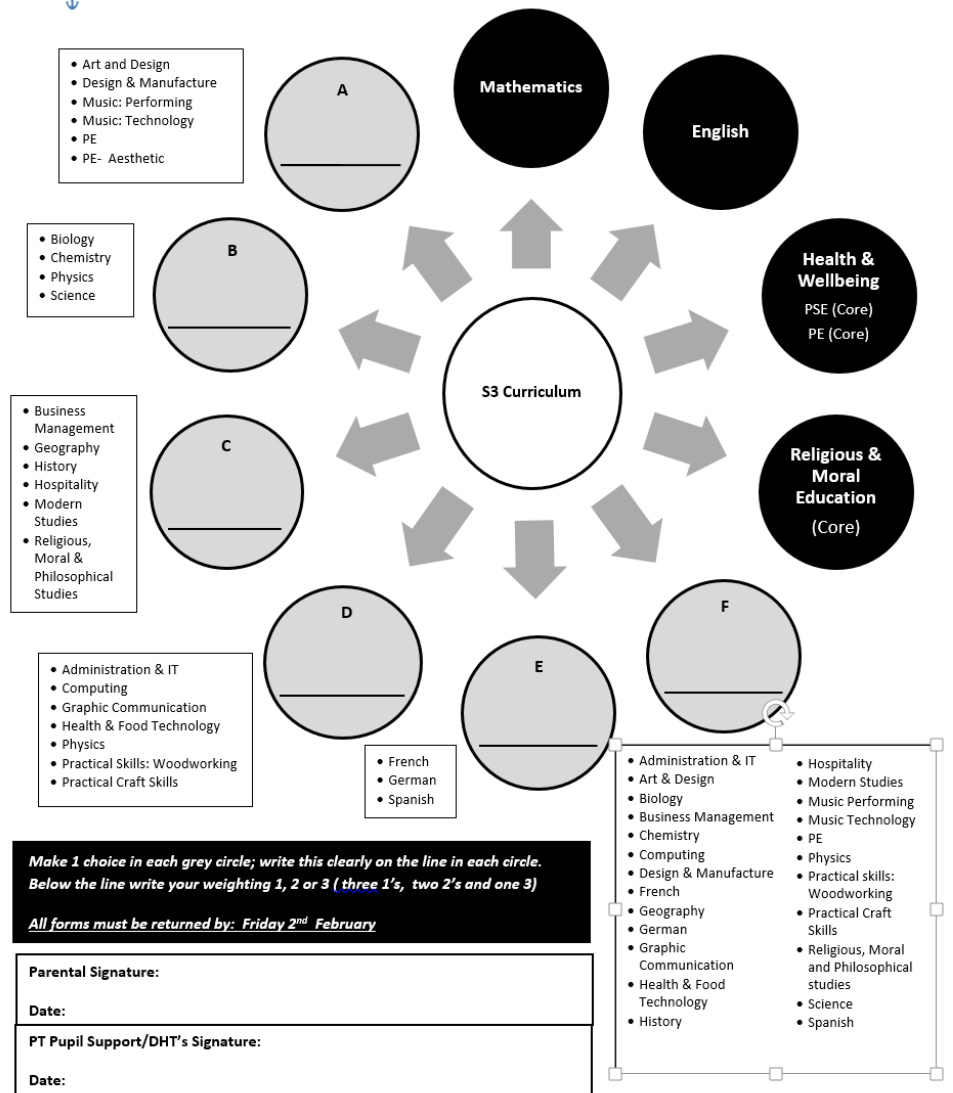 Mathematics
English
Health &
Wellbeing
PSE (Core)
PE (Core)
Religious &
Moral
Education
(Core)
S3 Curriculum
A
• Art and Design
• Design & Manufacture
• Music: Performing
• Music: Technology
• PE
• PE- Aesthetic
B
• Biology
• Chemistry
• Physics
• Science
C
• Business
Management
• Geography
• History
• Hospitality
• Modern
Studies
• Religious,
Moral &
Philosophical
Studies
D
• Administration & IT
• Computing
• Graphic Communication
• Health & Food Technology
• Physics
• Practical Skills: Woodworking
• Practical Craft Skills
E
• French
• German
• Spanish
F
• Administration & IT
• Art & Design
• Biology
• Business Management
• Chemistry
• Computing
• Design & Manufacture
• French
• Geography
• German
• Graphic
Communication
• Health & Food
Technology
• History
• Hospitality
• Modern Studies
• Music Performing
• Music Technology
• PE
• Physics
• Practical skills:
Woodworking
• Practical Craft
Skills
• Religious, Moral
and Philosophical
studies
• Science
• Spanish
Make 1 choice in each grey circle; write this clearly on the line in each circle.
Below the line write your weighting 1, 2 or 3 ( three 1’s, two 2’s and one 3)
All forms must be returned by: Friday 2nd February
Parental Signature:
Date:
PT Pupil Support/DHT’s Signature:
Date: